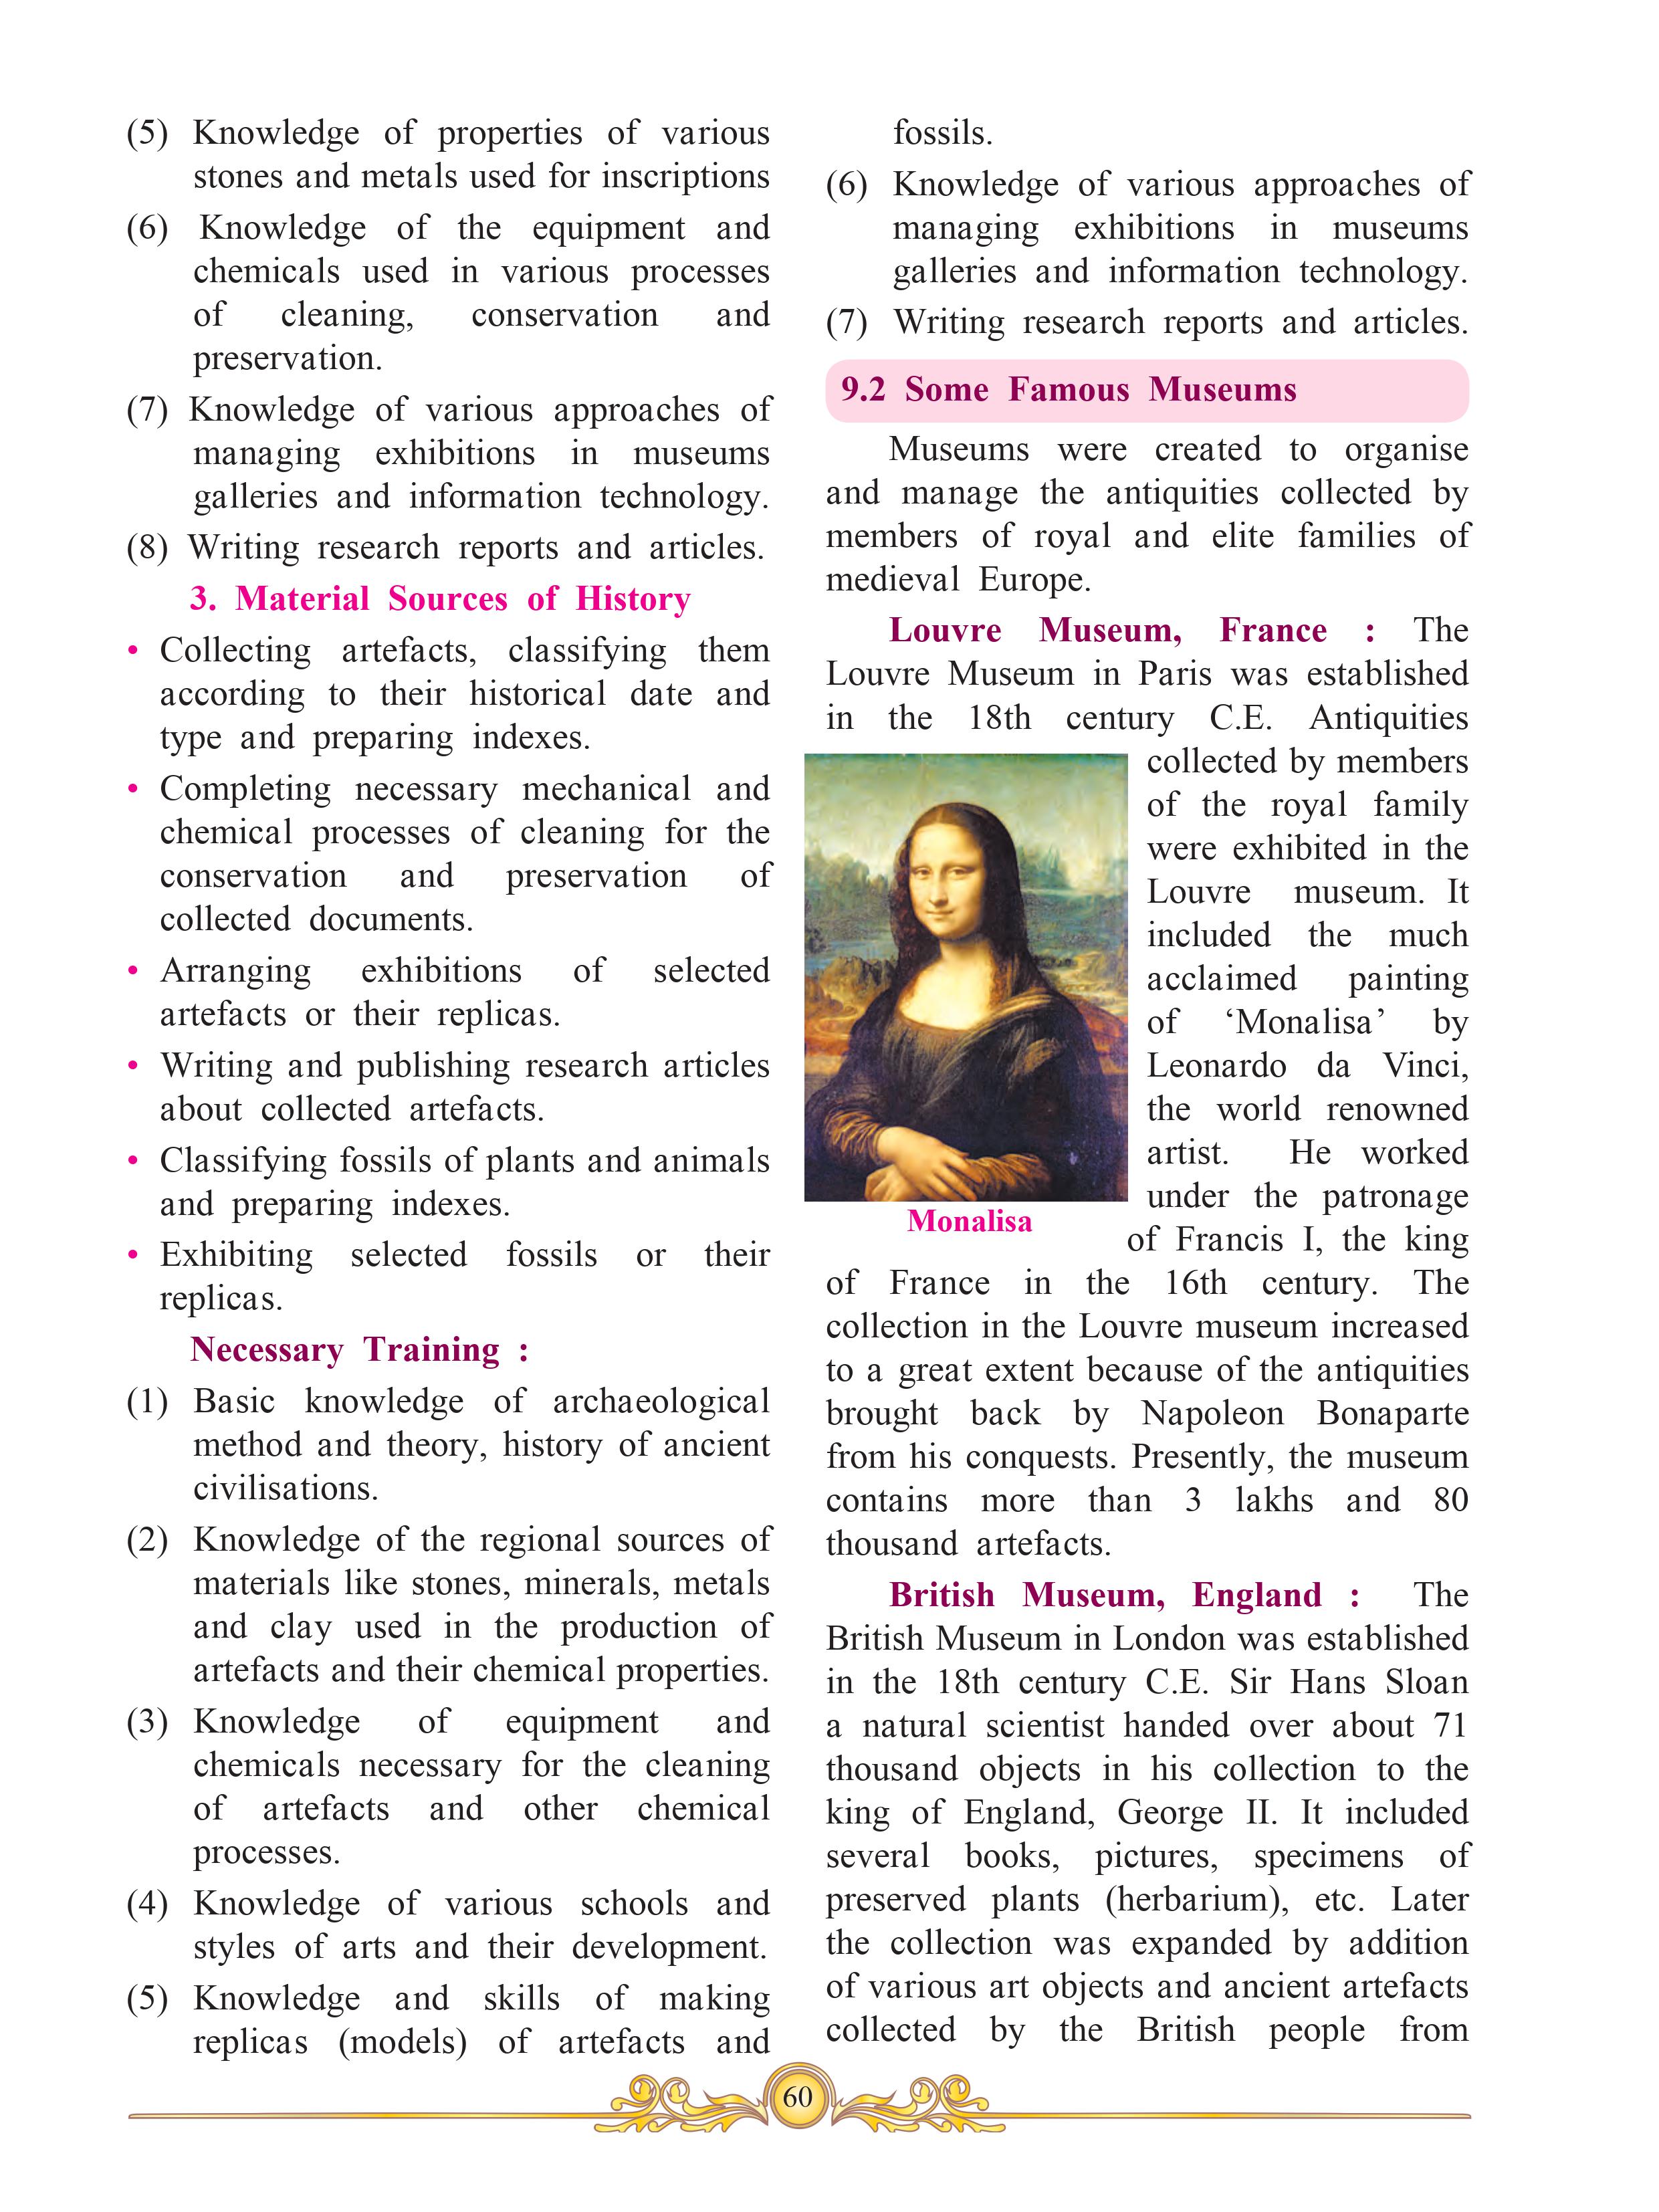 (5) Knowledge of properties of various
stones and metals used for inscriptions
(6) Knowledge of the equipment and
chemicals used in various processes
of cleaning, conservation and
preservation.
(7) Knowledge of various approaches of
managing exhibitions in museums
galleries and information technology.
(8) Writing research reports and articles.
3. Material Sources of History
• Collecting artefacts, classifying them
according to their historical date and
type and preparing indexes.
• Completing necessary mechanical and
chemical processes of cleaning for the
conservation and preservation of
collected documents.
• Arranging exhibitions of selected
artefacts or their replicas.
• Writing and publishing research articles
about collected artefacts.
• Classifying fossils of plants and animals
and preparing indexes.
• Exhibiting selected fossils or their
replicas.
Necessary Training :
(1) Basic knowledge of archaeological
method and theory, history of ancient
civilisations.
(2) Knowledge of the regional sources of
materials like stones, minerals, metals
and clay used in the production of
artefacts and their chemical properties.
(3) Knowledge of equipment and
chemicals necessary for the cleaning
of artefacts and other chemical
processes.
(4) Knowledge of various schools and
styles of arts and their development.
(5) Knowledge and skills of making
replicas (models) of artefacts and
fossils.
(6) Knowledge of various approaches of
managing exhibitions in museums
galleries and information technology.
(7) Writing research reports and articles.
9.2 Some Famous Museums
Museums were created to organise
and manage the antiquities collected by
members of royal and elite families of
medieval Europe.
Louvre Museum, France : The
Louvre Museum in Paris was established
in the 18th century C.E. Antiquities
collected by members
of the royal family
were exhibited in the
Louvre museum. It
included the much
acclaimed painting
of ‘Monalisa’ by
Leonardo da Vinci,
the world renowned
artist. He worked
under the patronage
Monalisa
of Francis I, the king
of France in the 16th century. The
collection in the Louvre museum increased
to a great extent because of the antiquities
brought back by Napoleon Bonaparte
from his conquests. Presently, the museum
contains more than 3 lakhs and 80
thousand artefacts.
British Museum, England : The
British Museum in London was established
in the 18th century C.E. Sir Hans Sloan
a natural scientist handed over about 71
thousand objects in his collection to the
king of England, George II. It included
several books, pictures, specimens of
preserved plants (herbarium), etc. Later
the collection was expanded by addition
of various art objects and ancient artefacts
collected by the British people from
60